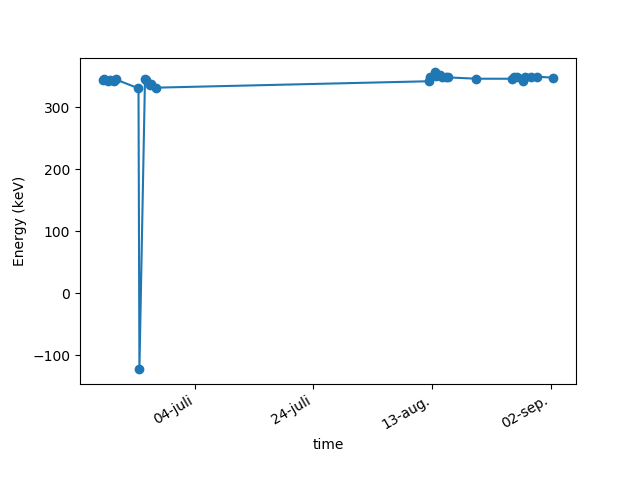 Energy (keV)
300
200
100
0
−100
04-juli
24-juli
13-aug.
02-sep.
time